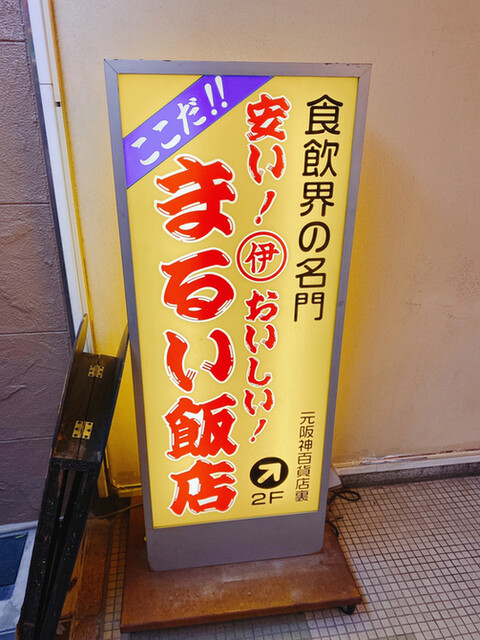 ここだ!!
食飲界の名門
安い!
伊
おいしい!
まるい飯店
元阪神百貨店裏
2F